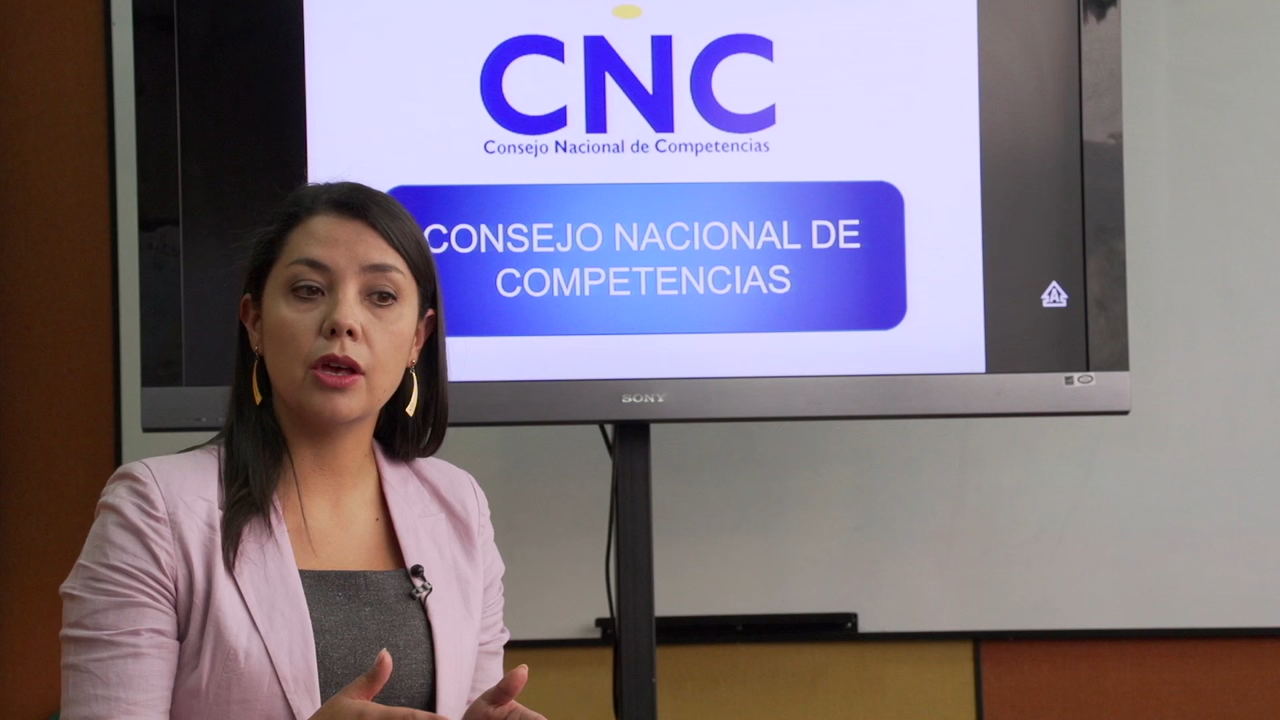 CNC
Consejo Nacional de Competencias
CONSEJO NACIONAL DE
COMPETENCIAS
A
SONY